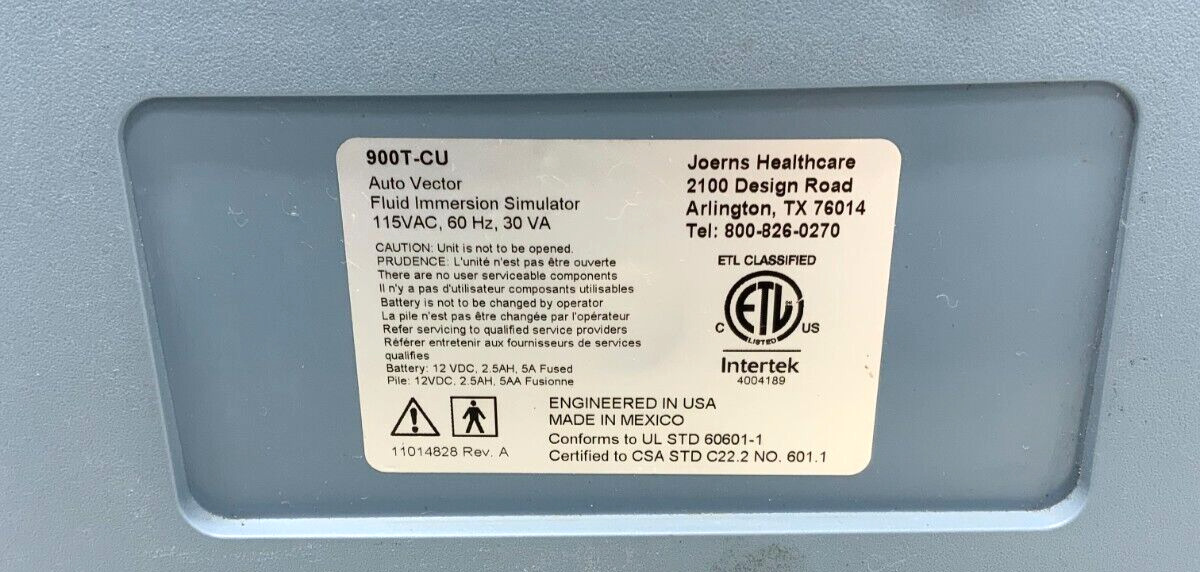 900T-CU
Auto Vector
Fluid Immersion Simulator
115VAC, 60 Hz, 30 VA
CAUTION: Unit is not to be opened.
PRUDENCE: L'unité n'est pas être ouverte
There are no user serviceable components
Il n'y a pas d'utilisateur composants utilisables
Battery is not to be changed by operator
La pile n'est pas être changée par l'opérateur
Refer servicing to qualified service providers
Référer entretenir aux fournisseurs de services
qualifies
Battery: 12 VDC, 2.5AH, 5A Fused
Pile: 12VDC, 2.5AH, 5AA Fusionne
11014828 Rev. A
Joerns Healthcare
2100 Design Road
Arlington, TX 76014
Tel: 800-826-0270
ETL CLASSIFIED
ETL
C US
LISTED
Intertek
4004189
ENGINEERED IN USA
MADE IN MEXICO
Conforms to UL STD 60601-1
Certified to CSA STD C22.2 NO. 601.1